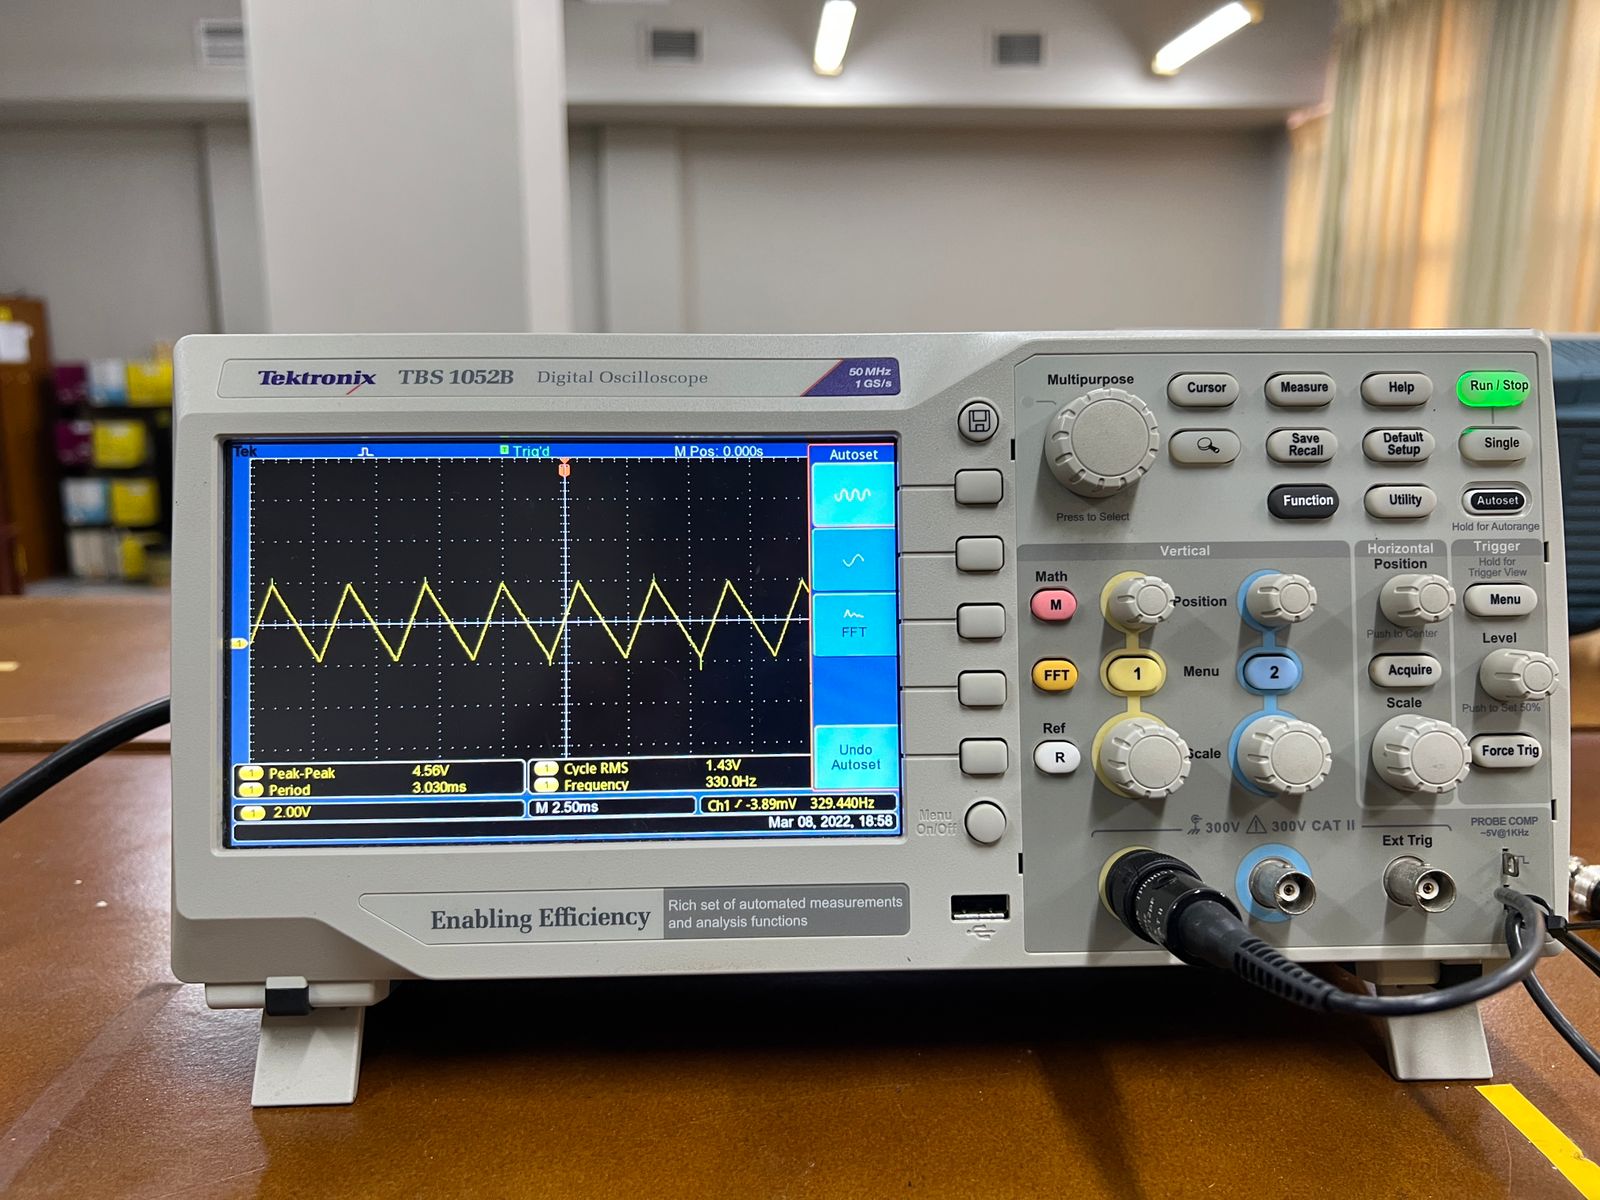 Tektronix TBS 1052B Digital Oscilloscope
50 MHz
1 GS/s
Tek Trig'd M Pos: 0.000s
Autoset
FFT
Undo
Autoset
1 Peak-Peak 4.56V
1 Period 3.030ms
1 Cycle RMS 1.43V
1 Frequency 330.0Hz
1 2.00V
M 2.50ms
Ch1 -3.89mV 329.440Hz
Mar 08, 2022, 18:58
1
Enabling Efficiency
Rich set of automated measurements
and analysis functions
Menu
On/Off
Multipurpose
Press to Select
Cursor
Measure
Help
Run / Stop
Save
Recall
Default
Setup
Single
Function
Utility
Autoset
Hold for Autorange
Vertical
Math
M
Position
FFT
1
Menu
2
Ref
R
Scale
Horizontal
Position
Push to Center
Acquire
Scale
Trigger
Hold for
Trigger View
Menu
Level
Push to Set 50%
Force Trig
300V
300V CAT II
Ext Trig
PROBE COMP
~5V@1KHz